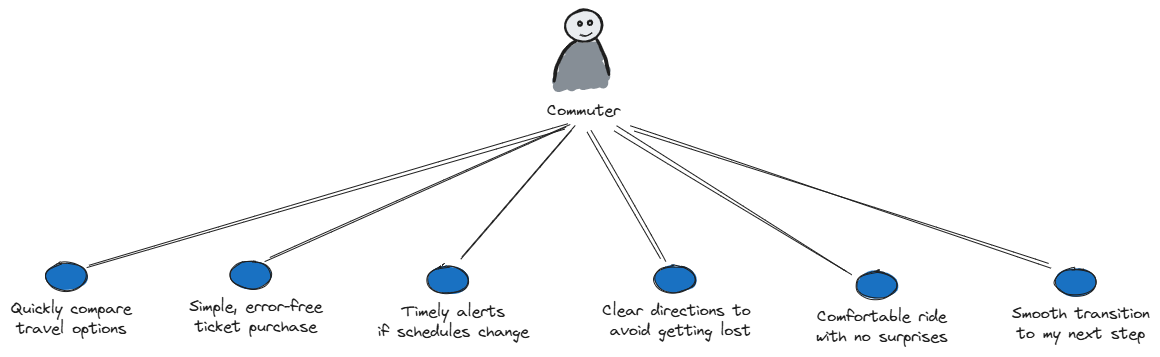 Commuter
Quickly compare
travel options
Simple, error-free
ticket purchase
Timely alerts
if schedules change
Clear directions to
avoid getting lost
Comfortable ride
with no surprises
Smooth transition
to my next step